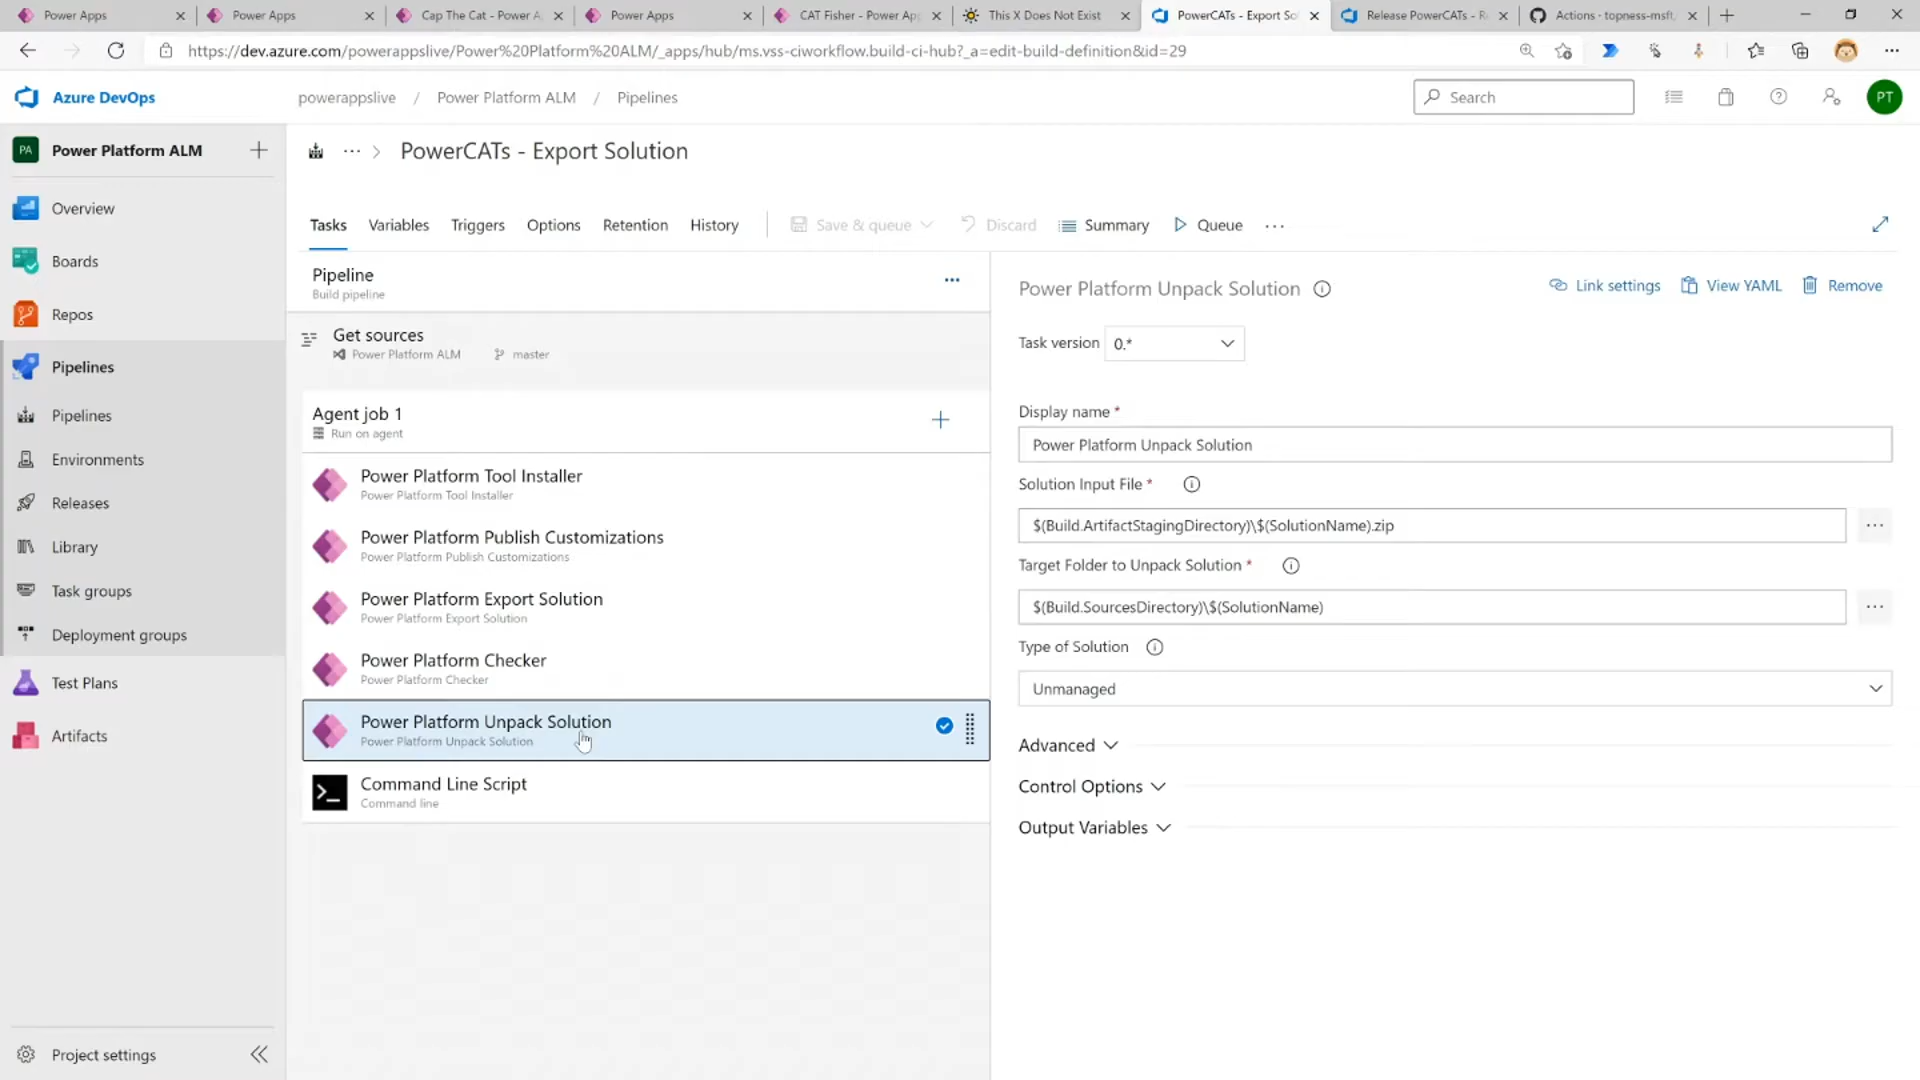 Power Apps
Power Apps
Cap The Cat - Power A
Power Apps
CAT Fisher - Power App
This X Does Not Exist
PowerCATs - Export Sol
Release PowerCATs - R
Actions · topness-msft
https://dev.azure.com/powerappslive/Power%20Platform%20ALM/_apps/hub/ms.vss-ciworkflow.build-ci-hub?_a=edit-build-definition&id=29
Azure DevOps
powerappslive / Power Platform ALM / Pipelines
Search
PT
PA
Power Platform ALM
Overview
Boards
Repos
Pipelines
Pipelines
Environments
Releases
Library
Task groups
Deployment groups
Test Plans
Artifacts
Project settings
··· > PowerCATs - Export Solution
Tasks Variables Triggers Options Retention History Save & queue Discard Summary Queue ···
Pipeline
Build pipeline
Get sources
Power Platform ALM master
Agent job 1
Run on agent
Power Platform Tool Installer
Power Platform Tool Installer
Power Platform Publish Customizations
Power Platform Publish Customizations
Power Platform Export Solution
Power Platform Export Solution
Power Platform Checker
Power Platform Checker
Power Platform Unpack Solution
Power Platform Unpack Solution
Command Line Script
Command line
Power Platform Unpack Solution
Link settings View YAML Remove
Task version 0.*
Display name *
Power Platform Unpack Solution
Solution Input File *
$(Build.ArtifactStagingDirectory)\$(SolutionName).zip
Target Folder to Unpack Solution *
$(Build.SourcesDirectory)\$(SolutionName)
Type of Solution
Unmanaged
Advanced
Control Options
Output Variables